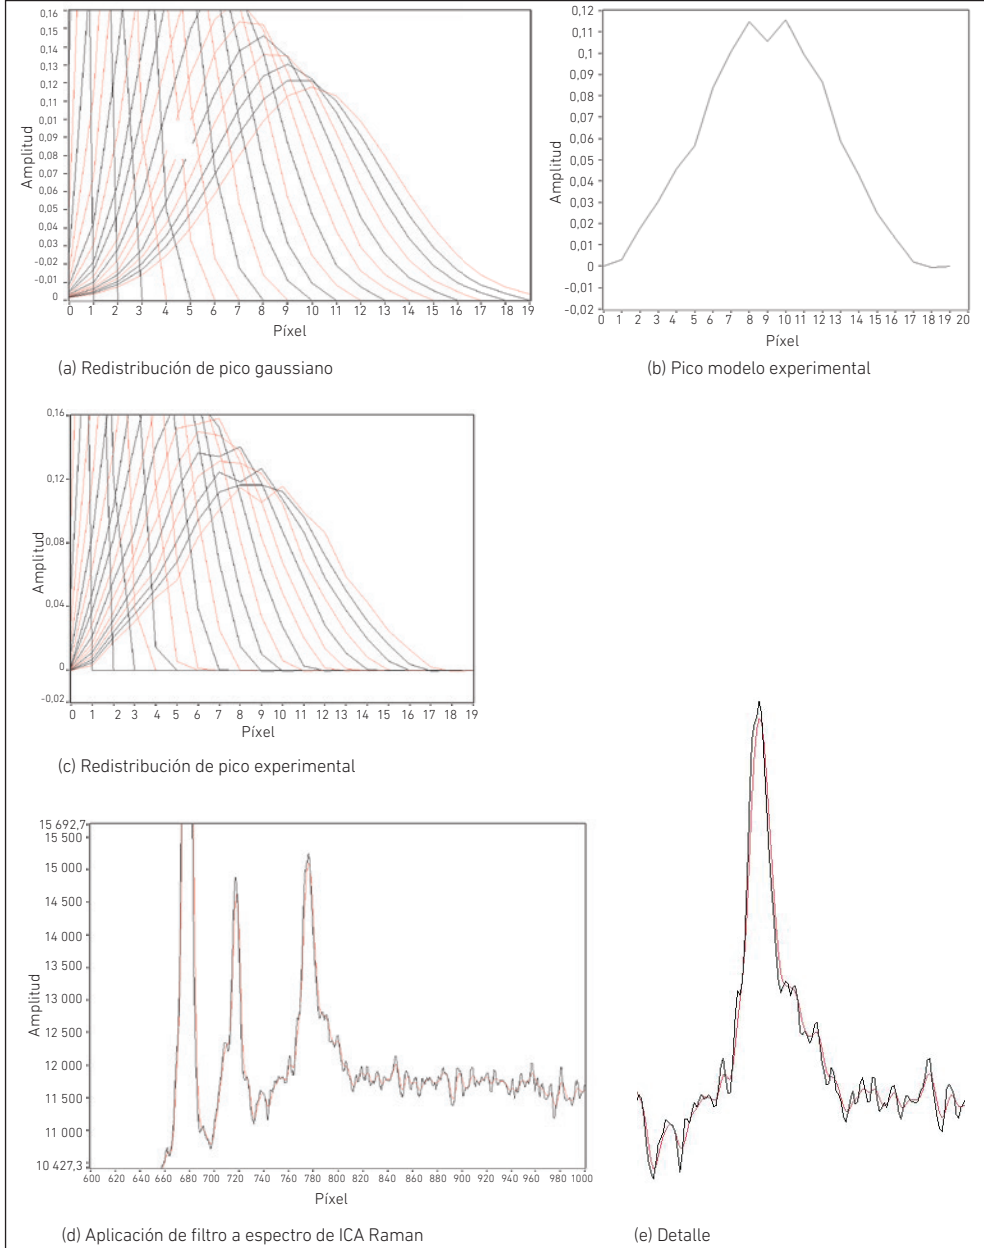 0,16
0,15
0,14
0,13
0,12
0,11
0,10
0,09
0,08
0,07
0,06
0,05
0,04
0,03
-0,02
-0,01
0
Amplitud
0 1 2 3 4 5 6 7 8 9 10 11 13 14 15 16 17 18 19
Píxel
(a) Redistribución de pico gaussiano
0,12
0,11
0,10
0,09
0,08
0,07
0,06
0,05
0,04
0,03
0,02
0,01
0
-0,01
-0,02
Amplitud
0 1 2 3 4 5 6 7 8 9 10 11 12 13 14 15 16 17 18 19 20
Píxel
(b) Pico modelo experimental
0,16
0,12
0,08
0,04
0
-0,02
Amplitud
0 1 2 3 4 5 6 7 8 9 10 11 12 13 14 15 16 17 18 19
Píxel
(c) Redistribución de pico experimental
15 692,7
15 500
15 000
14 500
14 000
13 500
13 000
12 500
12 000
11 500
11 000
10 427,3
Amplitud
600 620 640 660 680 700 720 740 760 780 800 820 840 860 880 900 920 940 960 980 1000
Píxel
(d) Aplicación de filtro a espectro de ICA Raman
(e) Detalle